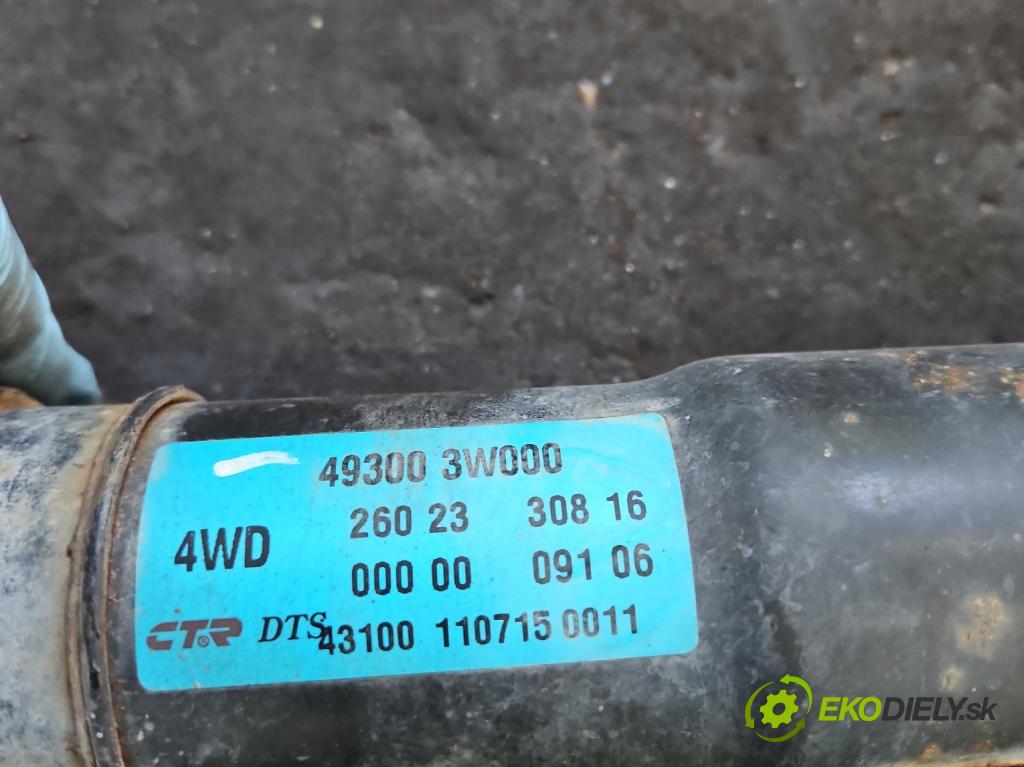 49300 3W000
4WD
260 23 308 16
000 00 091 06
CTR DTS 43100 110715 0011
EKODIELY.sk